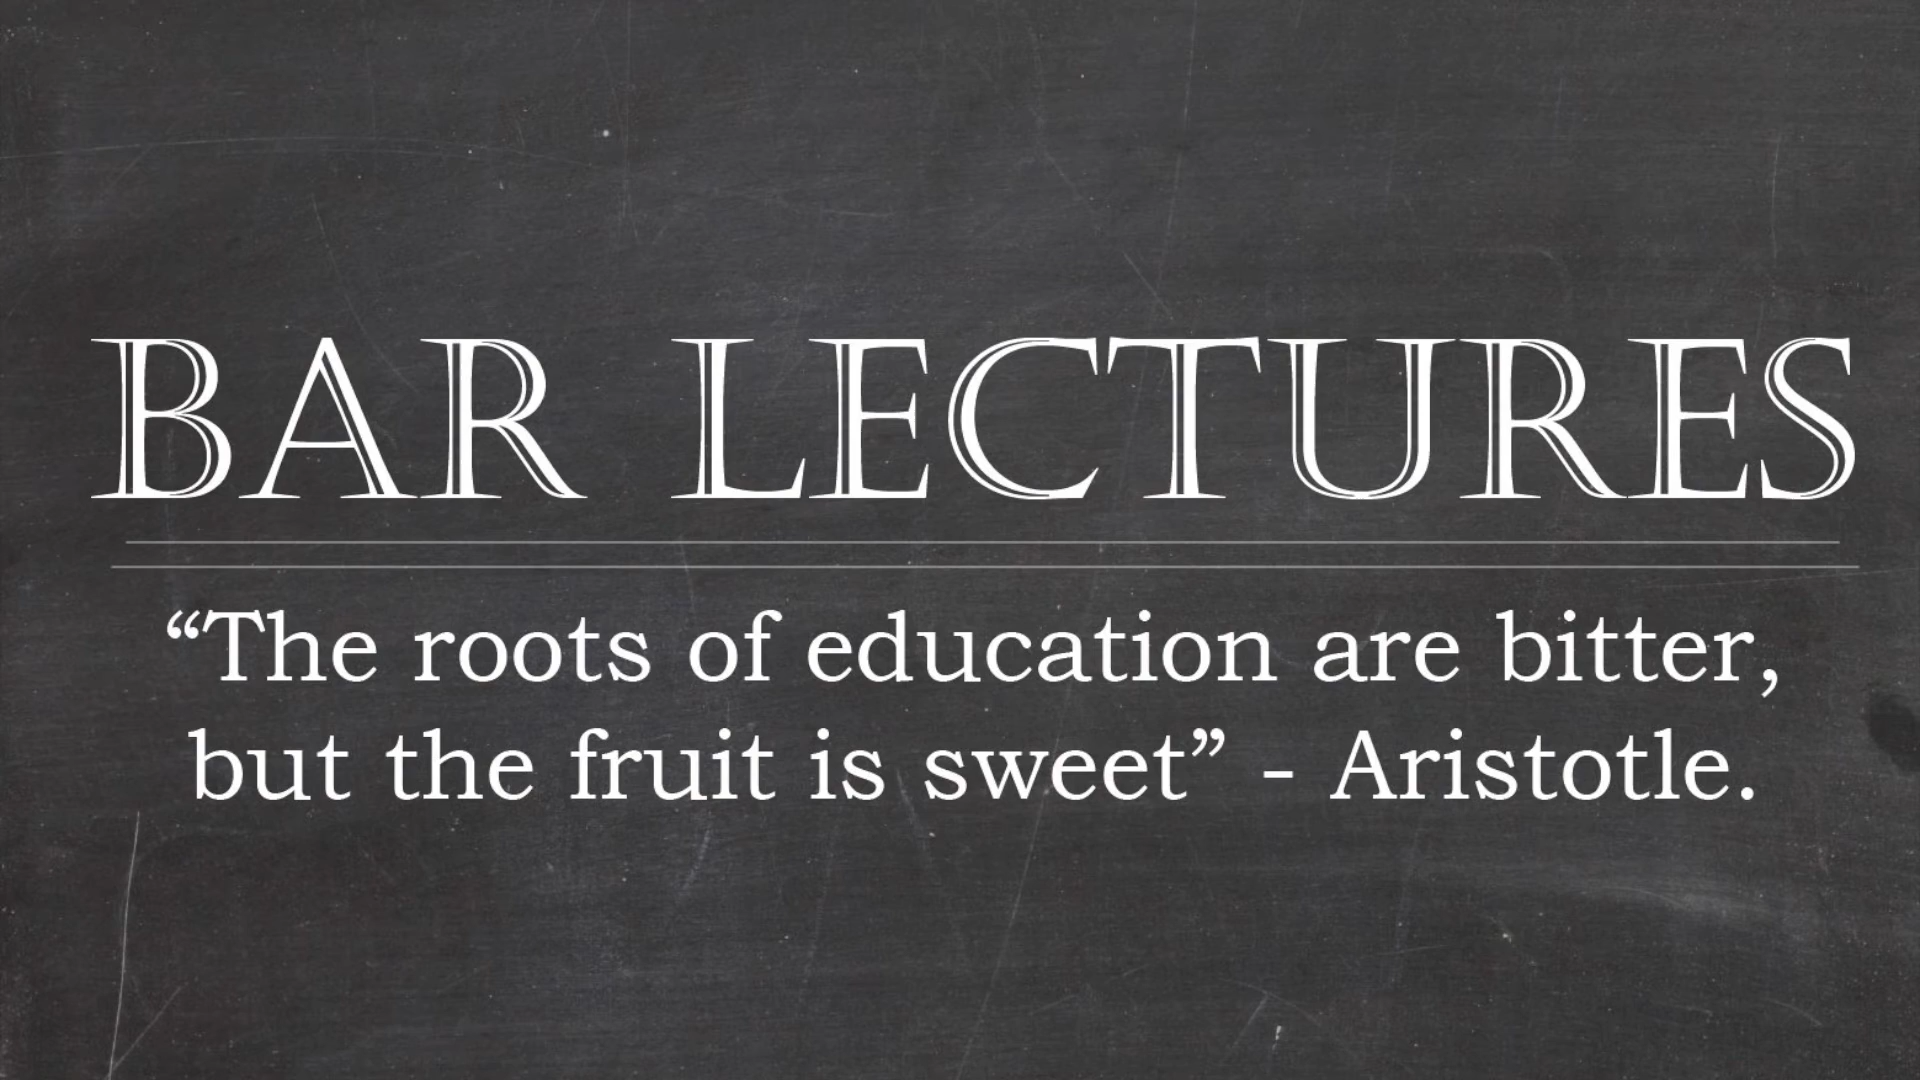 BAR LECTURES
“The roots of education are bitter,
but the fruit is sweet” - Aristotle.